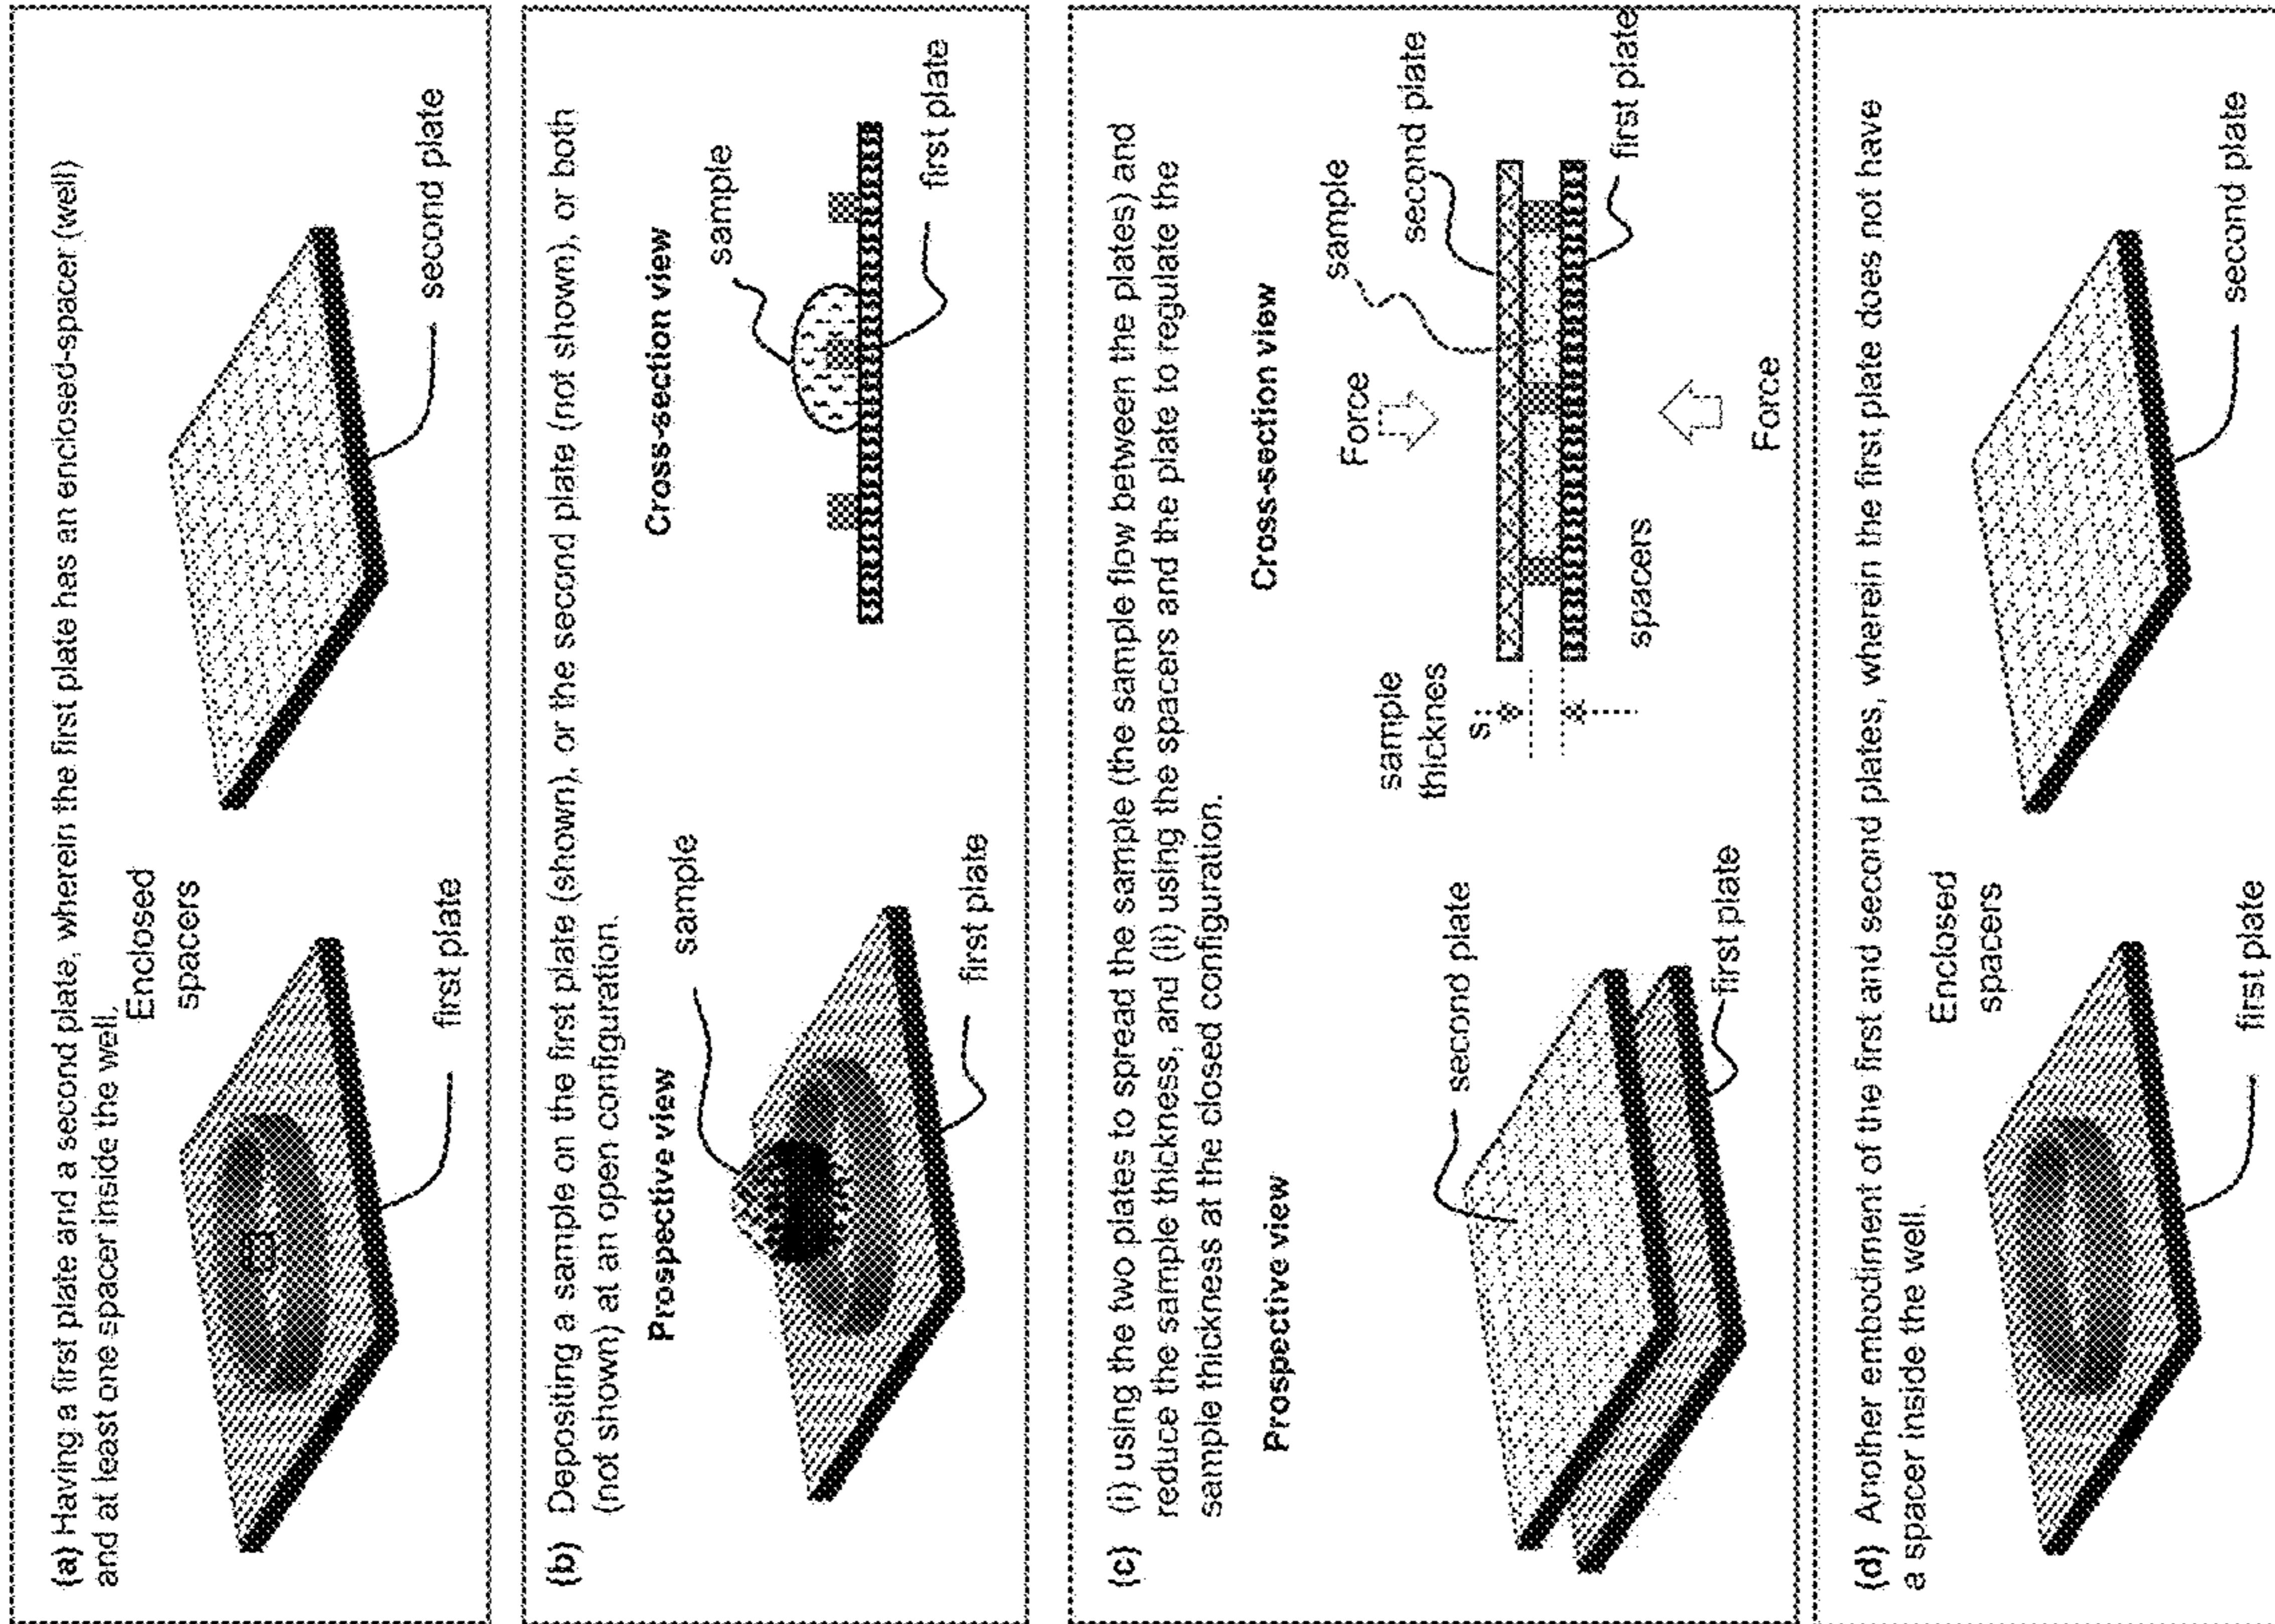 (a) Having a first plate and a second plate, wherein the first plate has an enclosed-spacer (well)
and at least one spacer inside the well.
Enclosed
spacers
first plate
second plate
(b) Depositing a sample on the first plate (shown), or the second plate (not shown), or both
(not shown) at an open configuration.
Prospective view
Cross-section view
sample
sample
first plate
first plate
(c) (i) using the two plates to spread the sample (the sample flow between the plates) and
reduce the sample thickness, and (ii) using the spacers and the plate to regulate the
sample thickness at the closed configuration.
Prospective view
Cross-section view
second plate
first plate
sample
thicknes
s
Force
sample
second plate
first plate
spacers
Force
(d) Another embodiment of the first and second plates, wherein the first plate does not have
a spacer inside the well.
Enclosed
spacers
first plate
second plate